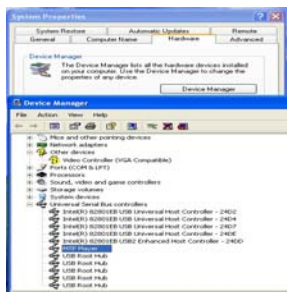 System Properties
System Restore Automatic Updates Remote
General Computer Name Hardware Advanced
Device Manager
The Device Manager lists all the hardware devices installed
on your computer. Use the Device Manager to change the
properties of any device.
Device Manager
Device Manager
File Action View Help
Mice and other pointing devices
Network adapters
Other devices
Video Controller (VGA Compatible)
Ports (COM & LPT)
Processors
Sound, video and game controllers
Storage volumes
System devices
Universal Serial Bus controllers
Intel(R) 82801EB USB Universal Host Controller - 24D2
Intel(R) 82801EB USB Universal Host Controller - 24D4
Intel(R) 82801EB USB Universal Host Controller - 24D7
Intel(R) 82801EB USB Universal Host Controller - 24DE
Intel(R) 82801EB USB2 Enhanced Host Controller - 24DD
Player
USB Root Hub
USB Root Hub
USB Root Hub
USB Root Hub
USB Root Hub